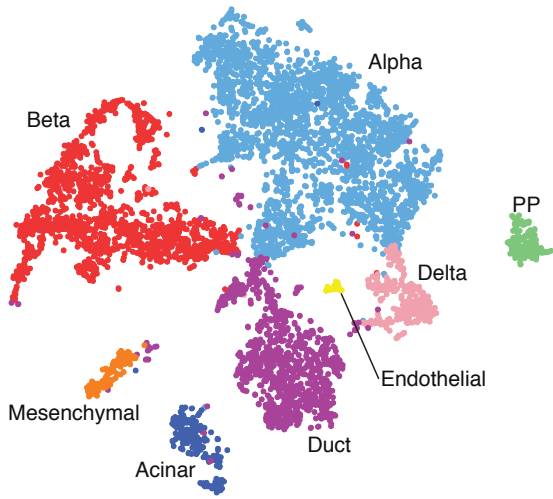 Alpha
Beta
PP
Delta
Endothelial
Mesenchymal
Duct
Acinar